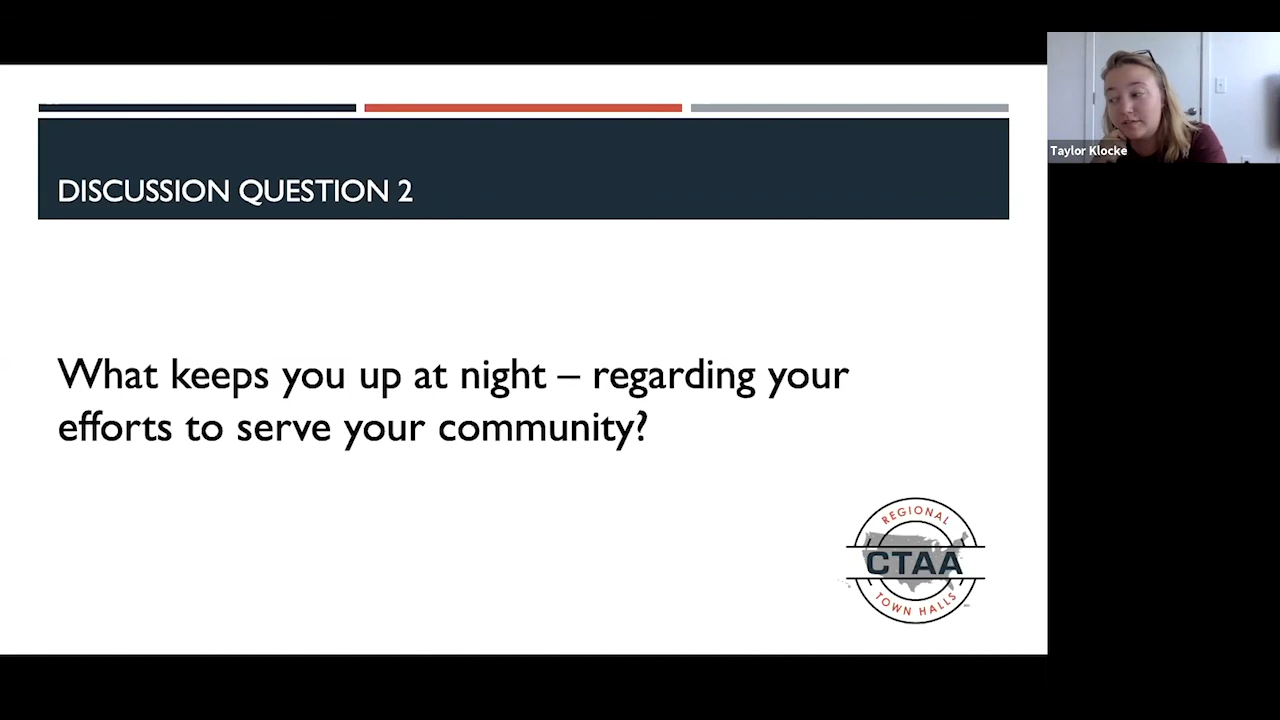 DISCUSSION QUESTION 2
Taylor Klocke
What keeps you up at night – regarding your
efforts to serve your community?
REGIONAL
CTAA
TOWN HALLS